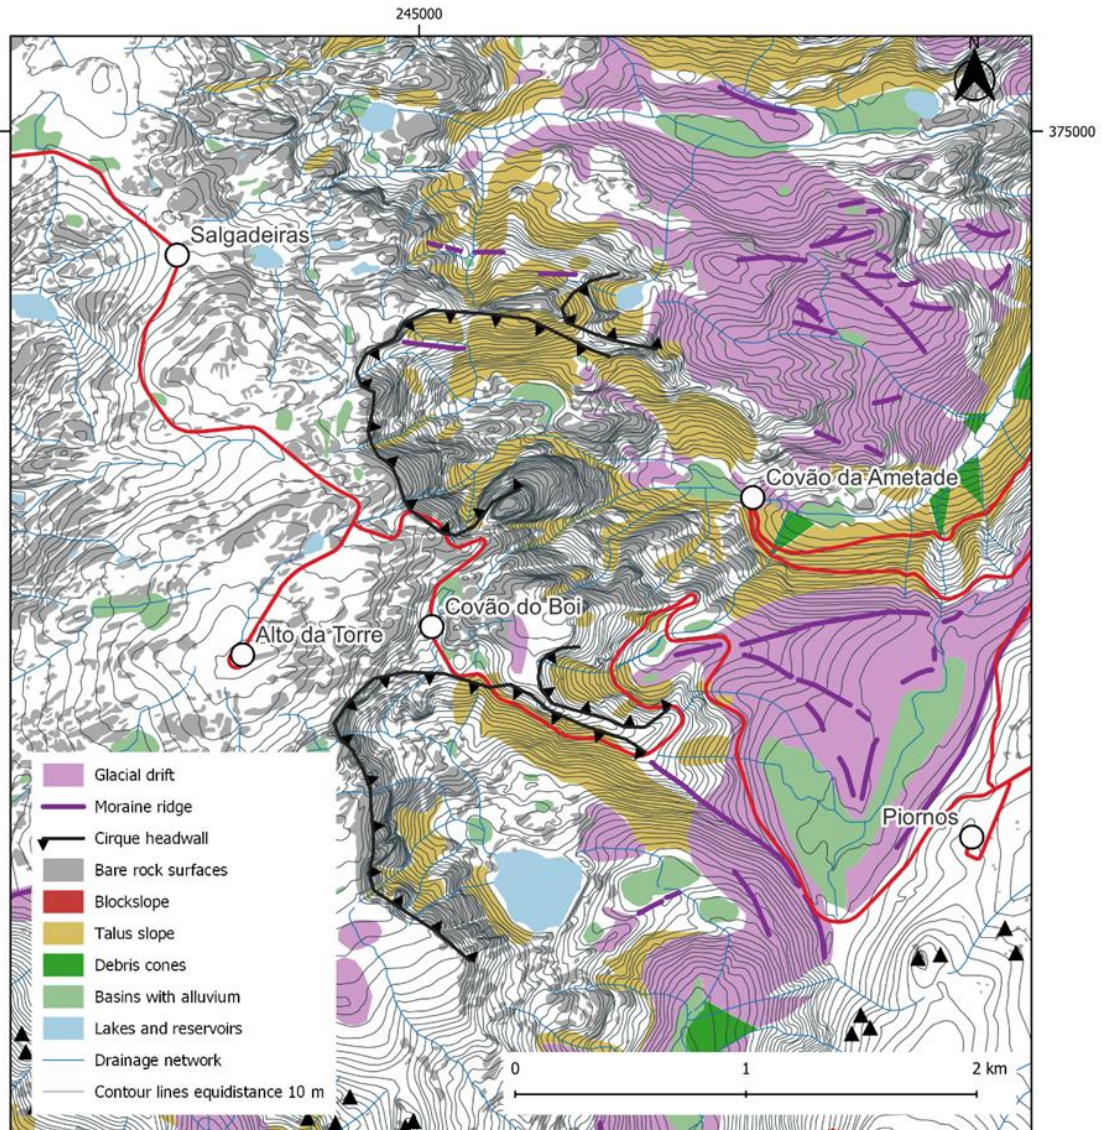 245000
N
375000
Salgadeiras
Covão da Ametade
Covão do Boi
Alto da Torre
Piornos
Glacial drift
Moraine ridge
Cirque headwall
Bare rock surfaces
Blockslope
Talus slope
Debris cones
Basins with alluvium
Lakes and reservoirs
Drainage network
Contour lines equidistance 10 m
0 1 2 km